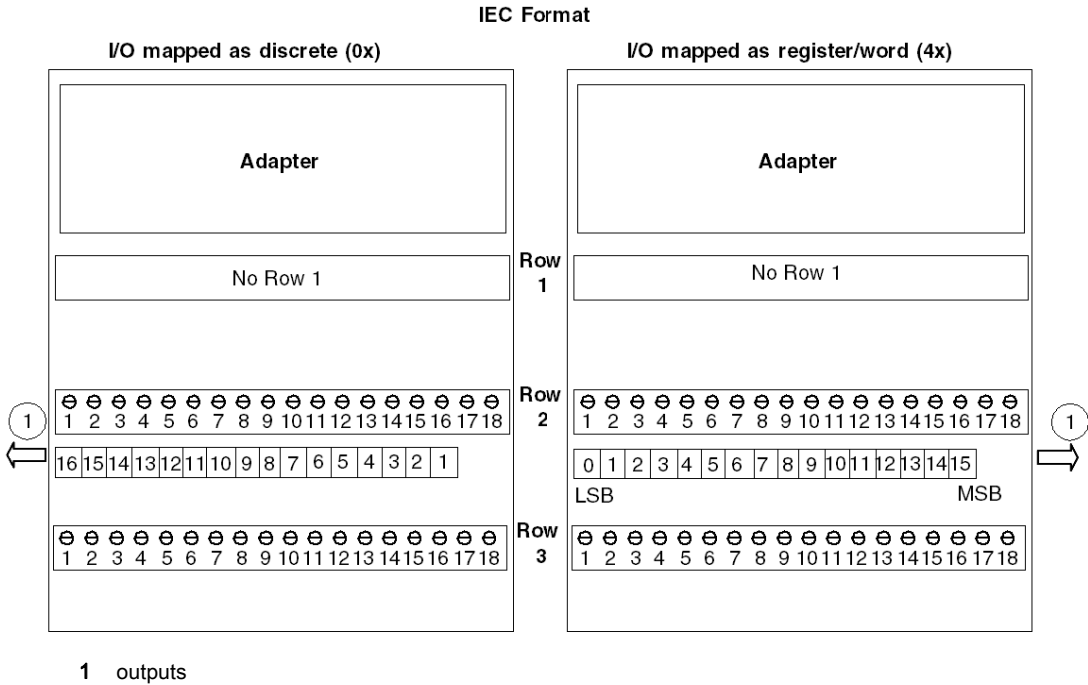 IEC Format
I/O mapped as discrete (0x)
I/O mapped as register/word (4x)
Adapter
Adapter
No Row 1
Row 1
No Row 1
1 2 3 4 5 6 7 8 9 10 11 12 13 14 15 16 17 18
Row 2
1 2 3 4 5 6 7 8 9 10 11 12 13 14 15 16 17 18
1
1
16 15 14 13 12 11 10 9 8 7 6 5 4 3 2 1
0 1 2 3 4 5 6 7 8 9 10 11 12 13 14 15
LSB
MSB
1 2 3 4 5 6 7 8 9 10 11 12 13 14 15 16 17 18
Row 3
1 2 3 4 5 6 7 8 9 10 11 12 13 14 15 16 17 18
1 outputs